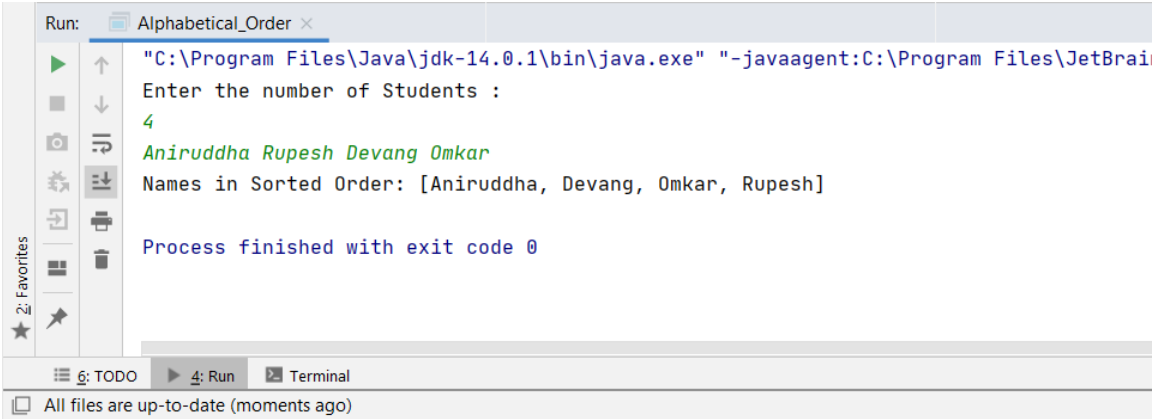 Run: Alphabetical_Order ×
"C:\Program Files\Java\jdk-14.0.1\bin\java.exe" "-javaagent:C:\Program Files\JetBrai
Enter the number of Students :
4
Aniruddha Rupesh Devang Omkar
Names in Sorted Order: [Aniruddha, Devang, Omkar, Rupesh]
Process finished with exit code 0
2: Favorites
6: TODO 4: Run Terminal
All files are up-to-date (moments ago)